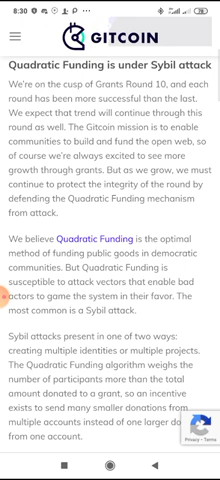 8:30
GITCOIN
Quadratic Funding is under Sybil attack
We're on the cusp of Grants Round 10, and each
round has been more successful than the last.
We expect that trend will continue through this
round as well. The Gitcoin mission is to enable
communities to build and fund the open web, so
of course we're always excited to see more
growth through grants. But as we grow, we must
continue to protect the integrity of the round by
defending the Quadratic Funding mechanism
from attack.
We believe Quadratic Funding is the optimal
method of funding public goods in democratic
communities. But Quadratic Funding is
susceptible to attack vectors that enable bad
actors to game the system in their favor. The
most common is a Sybil attack.
Sybil attacks present in one of two ways:
creating multiple identities or multiple projects.
The Quadratic Funding algorithm weighs the
number of participants more than the total
amount donated to a grant, so an incentive
exists to send many smaller donations from
multiple accounts instead of one larger do
from one account.
Privacy - Terms